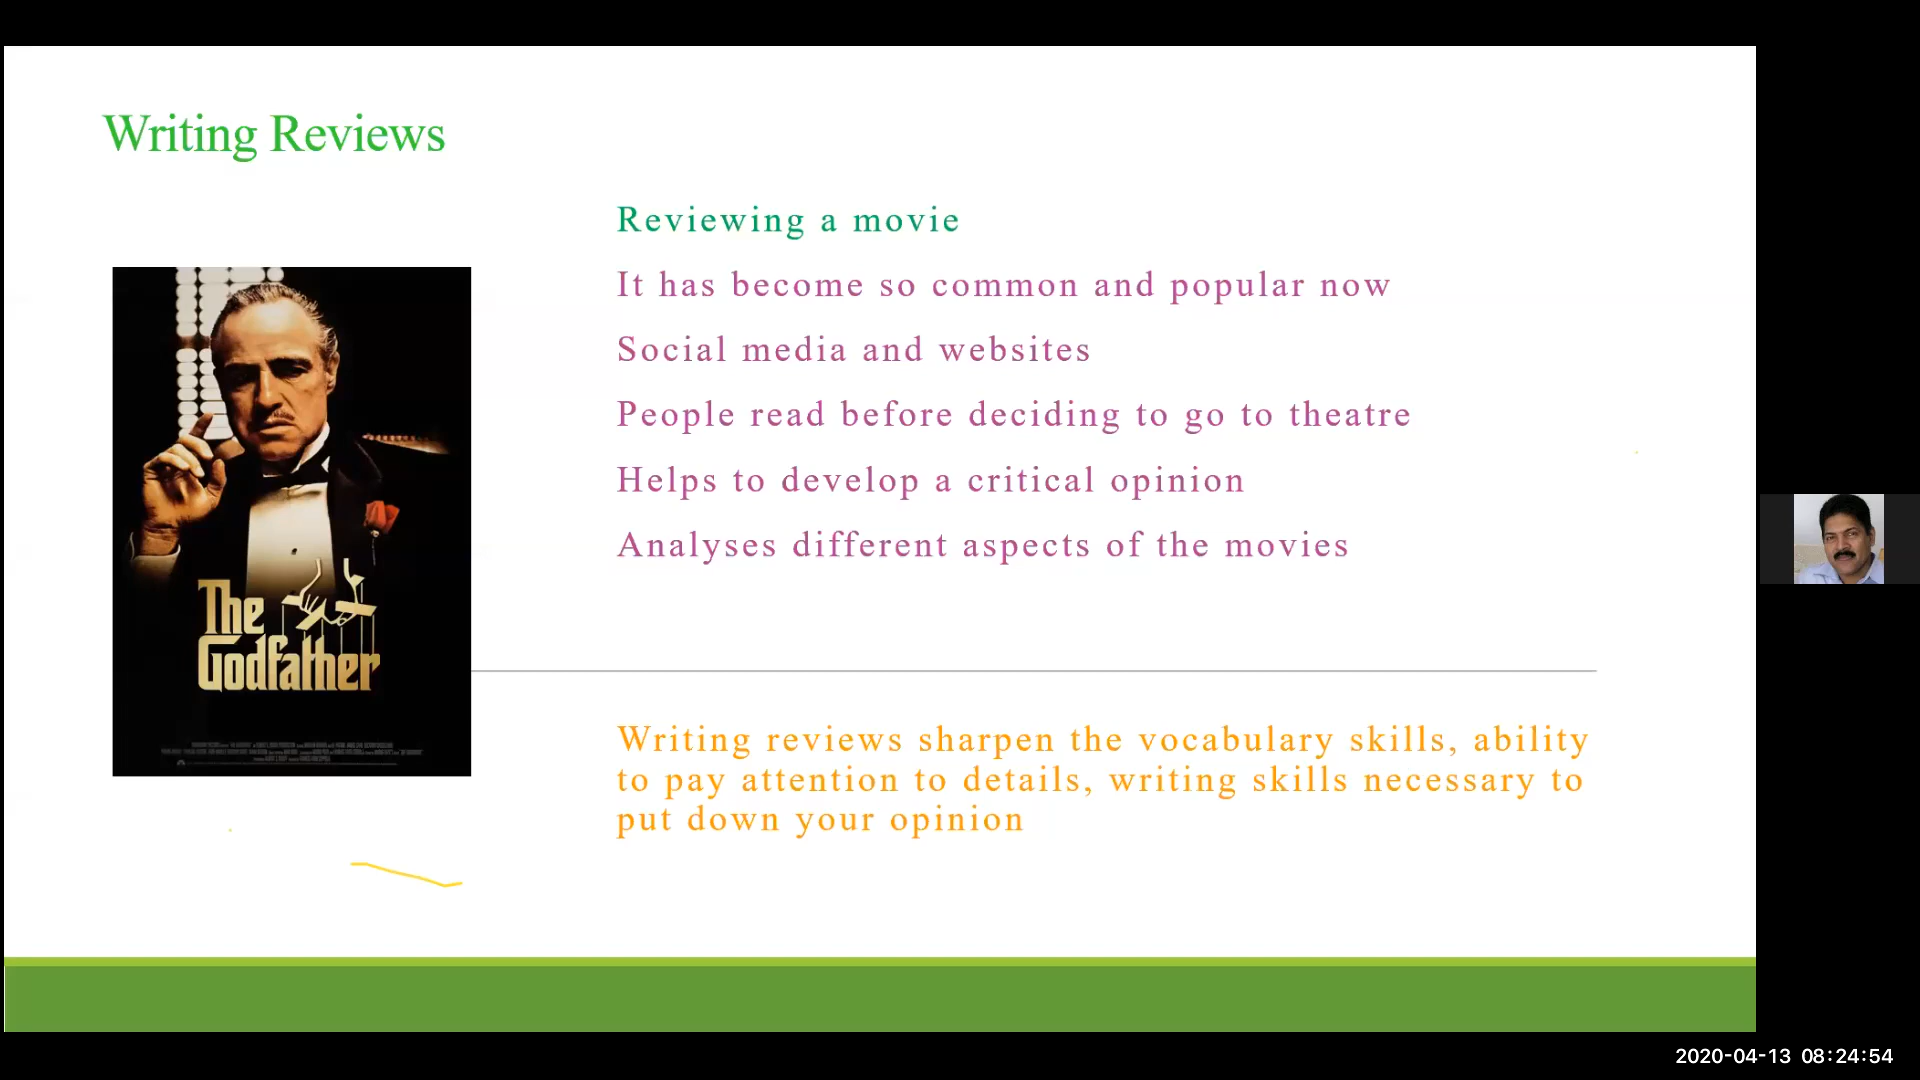 Writing Reviews
Reviewing a movie
It has become so common and popular now
Social media and websites
People read before deciding to go to theatre
Helps to develop a critical opinion
Analyses different aspects of the movies
The
Godfather
Writing reviews sharpen the vocabulary skills, ability
to pay attention to details, writing skills necessary to
put down your opinion
2020-04-13 08:24:54